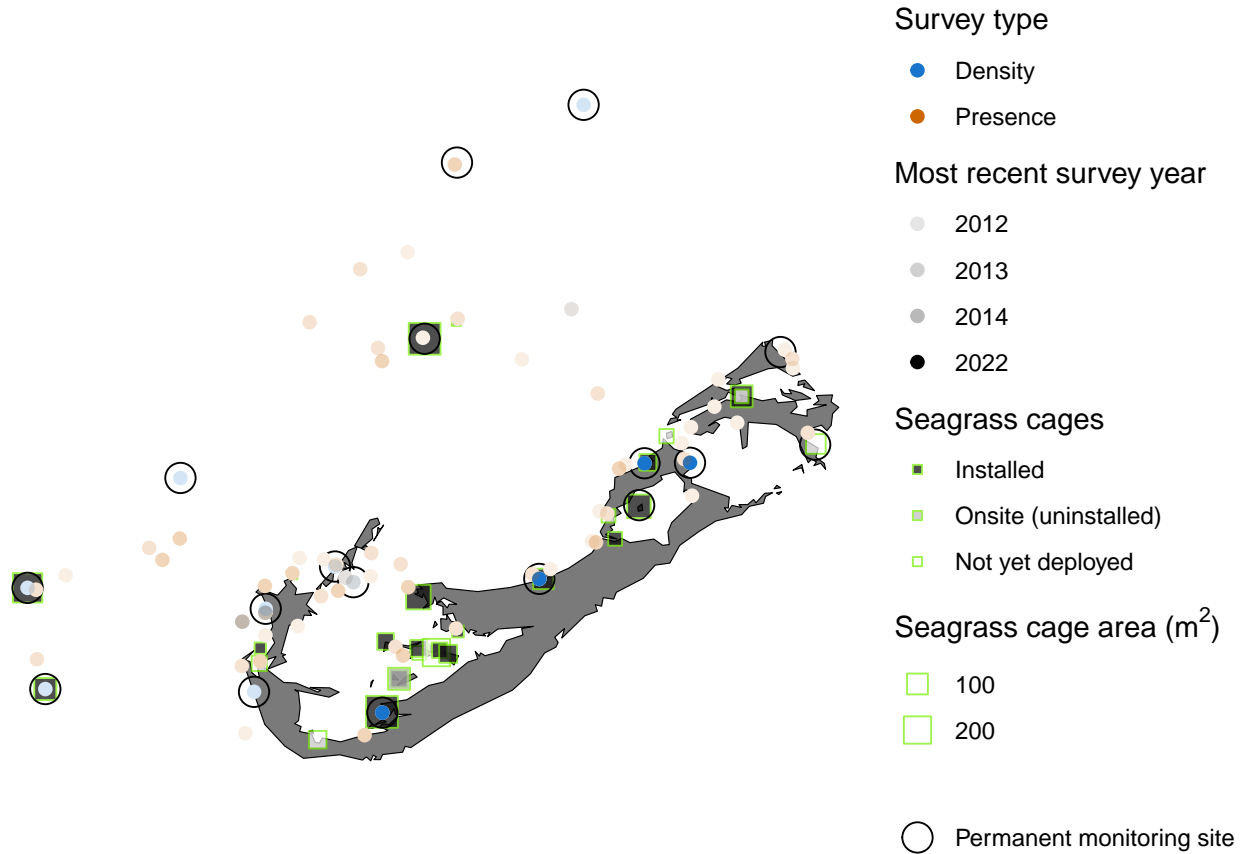 Survey type
Density
Presence
Most recent survey year
2012
2013
2014
2022
Seagrass cages
Installed
Onsite (uninstalled)
Not yet deployed
Seagrass cage area (m²)
100
200
Permanent monitoring site